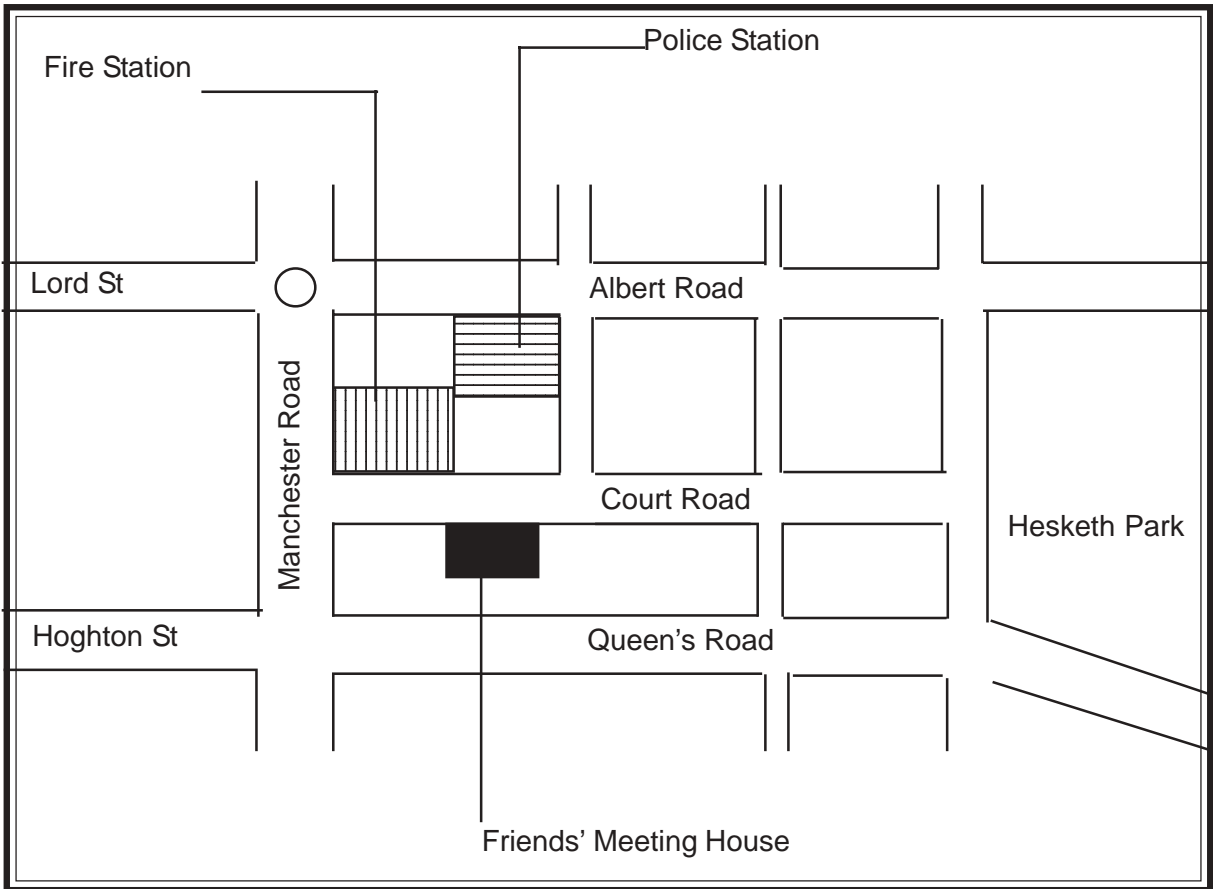 Police Station
Fire Station
Lord St
Albert Road
Manchester Road
Court Road
Hesketh Park
Hoghton St
Queen's Road
Friends' Meeting House